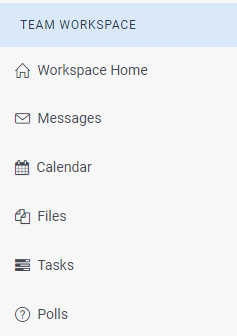 TEAM WORKSPACE
Workspace Home
Messages
Calendar
Files
Tasks
Polls